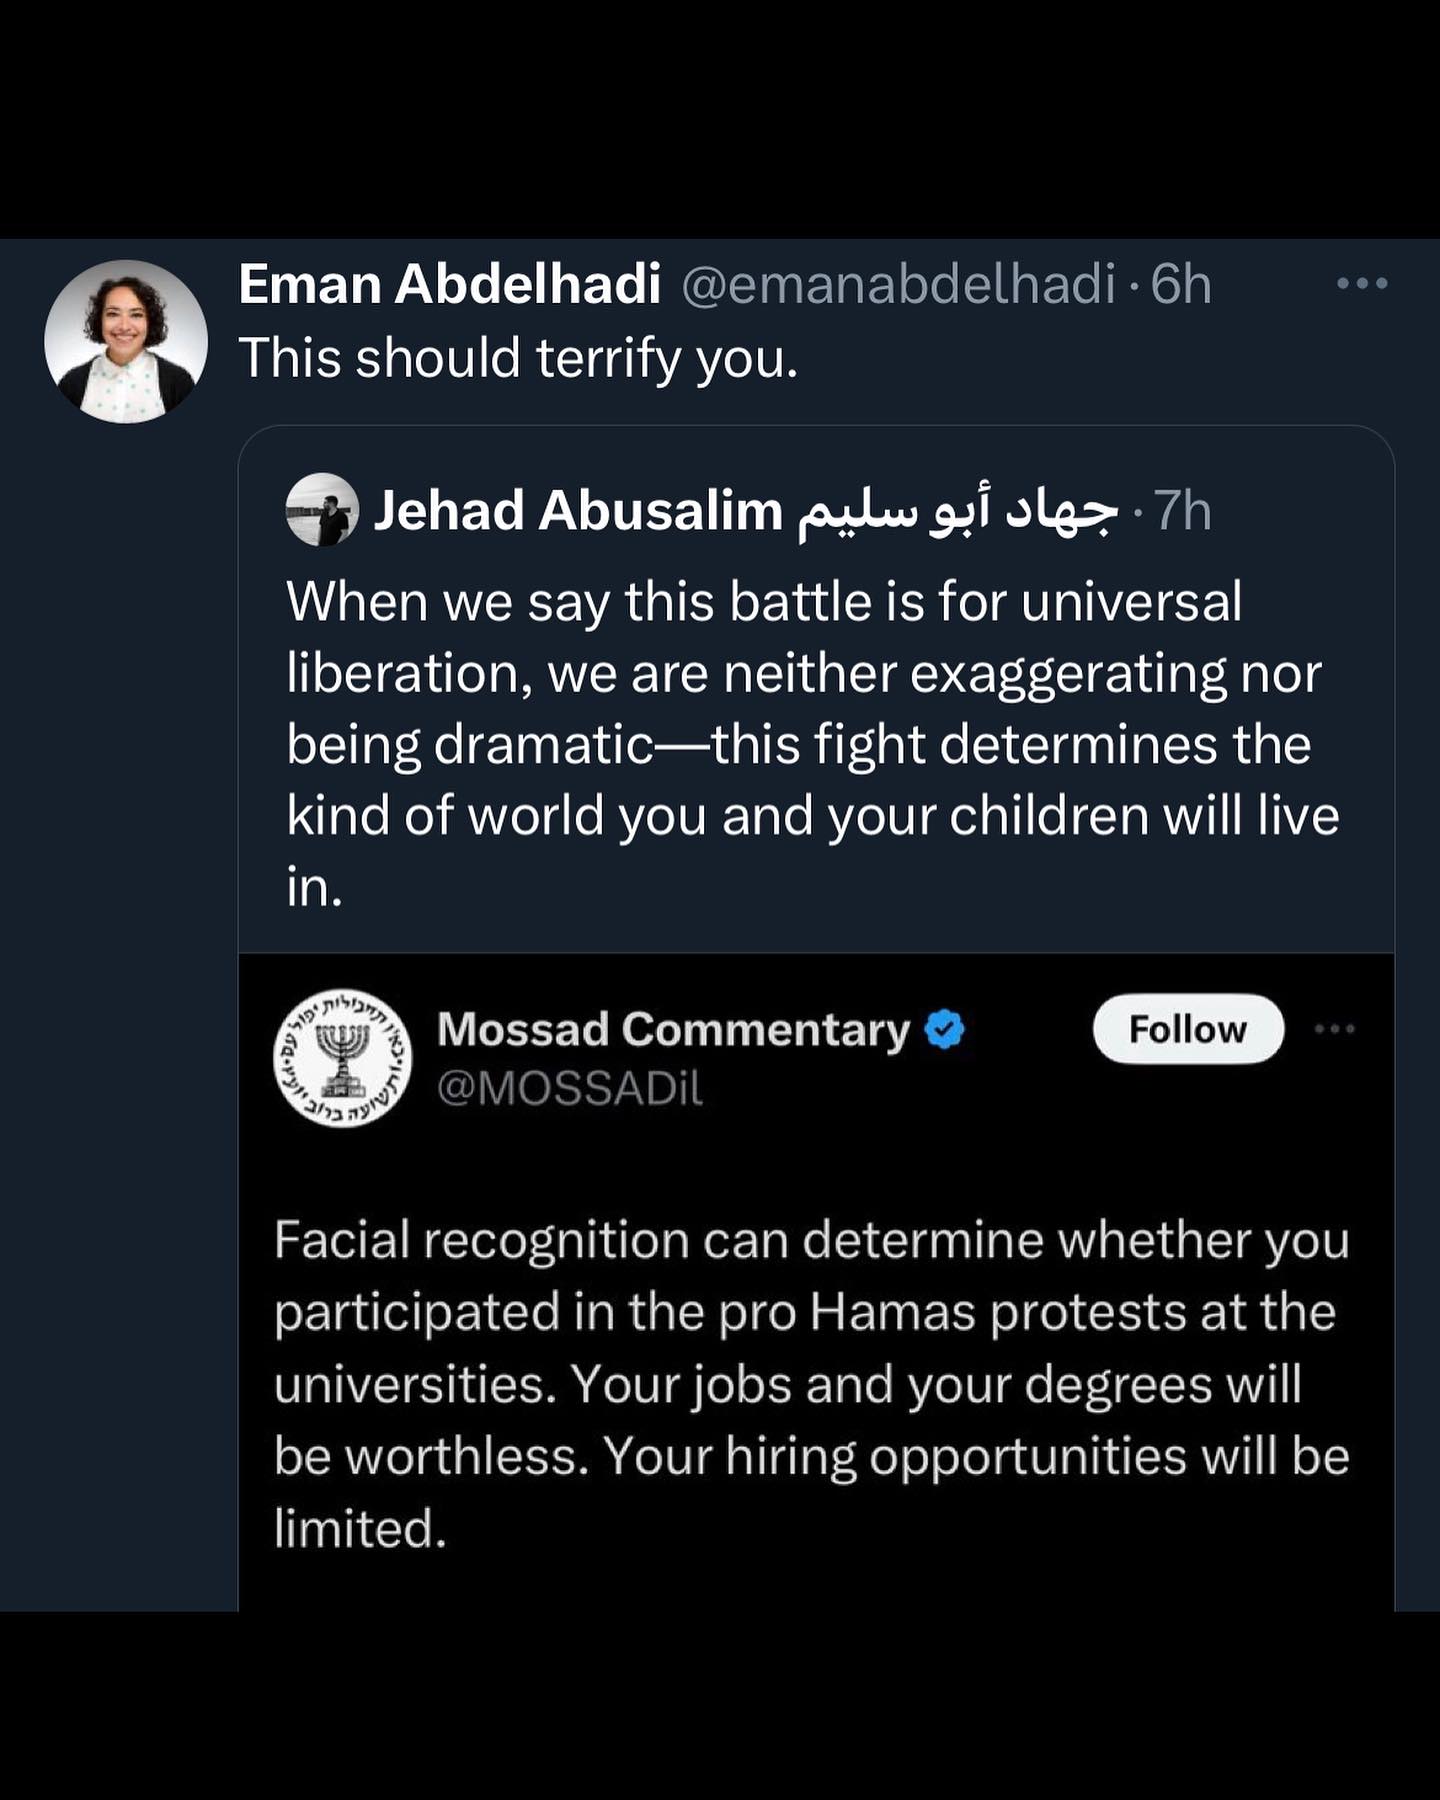 Eman Abdelhadi @emanabdelhadi · 6h
This should terrify you.
Jehad Abusalim جهاد أبو سليم · 7h
When we say this battle is for universal
liberation, we are neither exaggerating nor
being dramatic—this fight determines the
kind of world you and your children will live
in.
Mossad Commentary
Follow
@MOSSADil
Facial recognition can determine whether you
participated in the pro Hamas protests at the
universities. Your jobs and your degrees will
be worthless. Your hiring opportunities will be
limited.